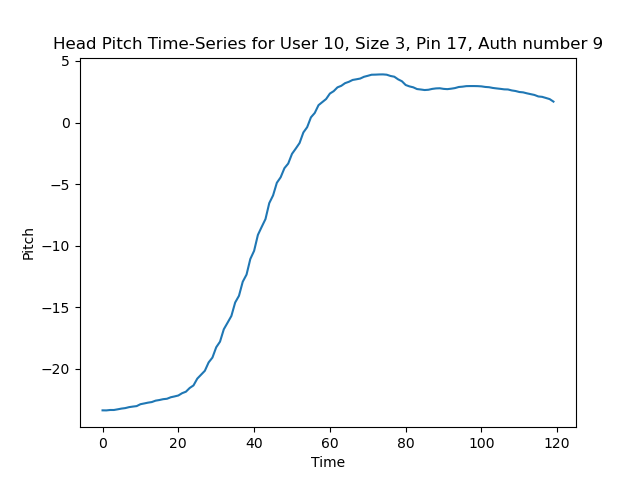 Head Pitch Time-Series for User 10, Size 3, Pin 17, Auth number 9
5
0
−5
−10
−15
−20
Pitch
0 20 40 60 80 100 120
Time